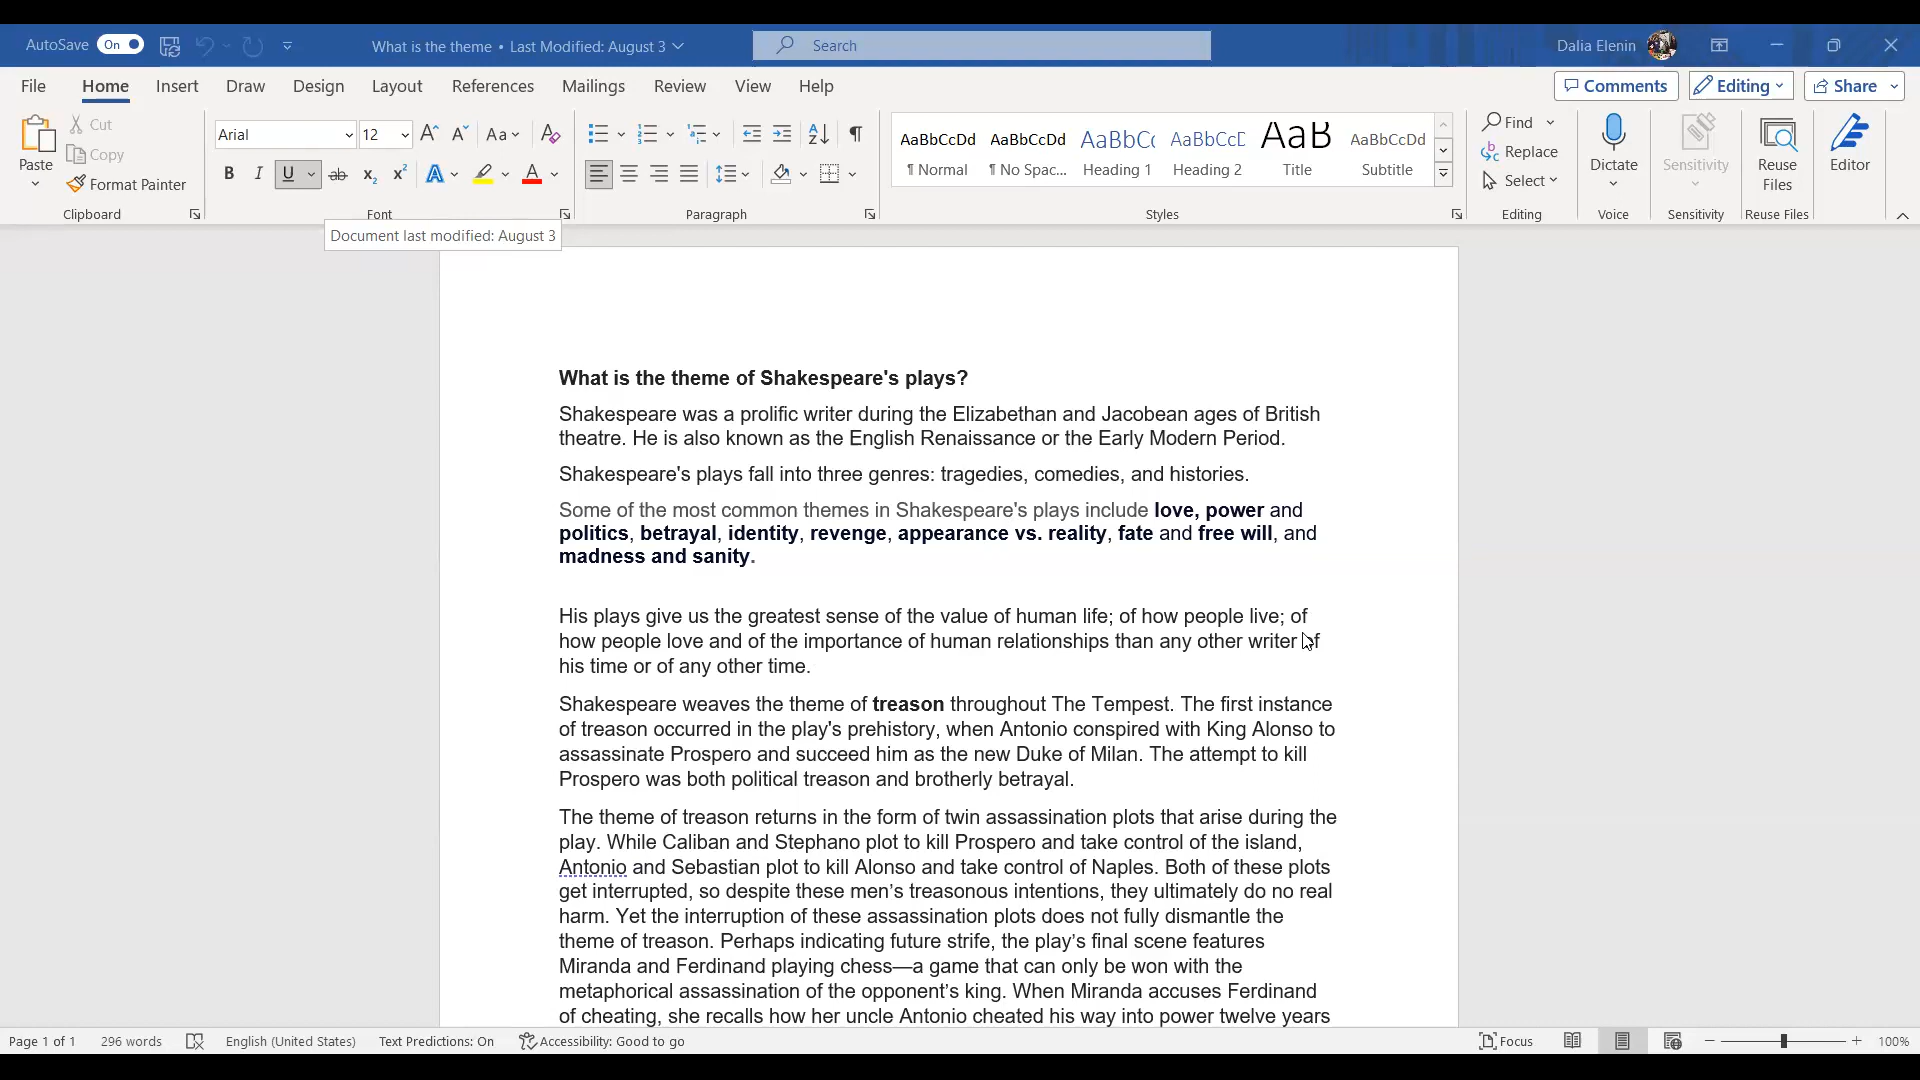 AutoSave On What is the theme • Last Modified: August 3 Search Dalia Elenin
File Home Insert Draw Design Layout References Mailings Review View Help Comments Editing Share
Paste
Cut
Copy
Format Painter
Clipboard
Arial 12 Aa
B I U ab x₂ x² A A
Font
Paragraph
AaBbCcDd AaBbCcDd AaBbC( AaBbCcD AaB AaBbCcDd
¶ Normal ¶ No Spac... Heading 1 Heading 2 Title Subtitle
Styles
Find
Replace
Select
Editing
Dictate
Voice
Sensitivity
Sensitivity
Reuse
Files
Reuse Files
Editor
Document last modified: August 3
What is the theme of Shakespeare's plays?
Shakespeare was a prolific writer during the Elizabethan and Jacobean ages of British
theatre. He is also known as the English Renaissance or the Early Modern Period.
Shakespeare's plays fall into three genres: tragedies, comedies, and histories.
Some of the most common themes in Shakespeare's plays include love, power and
politics, betrayal, identity, revenge, appearance vs. reality, fate and free will, and
madness and sanity.
His plays give us the greatest sense of the value of human life; of how people live; of
how people love and of the importance of human relationships than any other writer of
his time or of any other time.
Shakespeare weaves the theme of treason throughout The Tempest. The first instance
of treason occurred in the play's prehistory, when Antonio conspired with King Alonso to
assassinate Prospero and succeed him as the new Duke of Milan. The attempt to kill
Prospero was both political treason and brotherly betrayal.
The theme of treason returns in the form of twin assassination plots that arise during the
play. While Caliban and Stephano plot to kill Prospero and take control of the island,
Antonio and Sebastian plot to kill Alonso and take control of Naples. Both of these plots
get interrupted, so despite these men’s treasonous intentions, they ultimately do no real
harm. Yet the interruption of these assassination plots does not fully dismantle the
theme of treason. Perhaps indicating future strife, the play’s final scene features
Miranda and Ferdinand playing chess—a game that can only be won with the
metaphorical assassination of the opponent’s king. When Miranda accuses Ferdinand
of cheating, she recalls how her uncle Antonio cheated his way into power twelve years
Page 1 of 1 296 words English (United States) Text Predictions: On Accessibility: Good to go Focus 100%